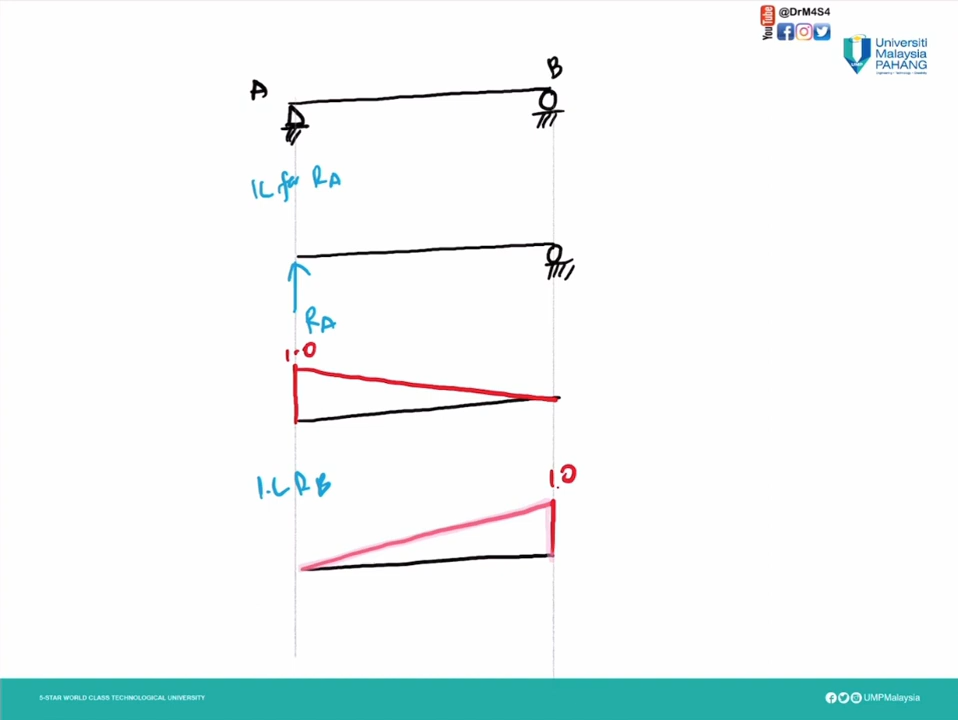 YouTube
@DrM4S4
Universiti
Malaysia
PAHANG
A
B
IL for RA
RA
1.0
I.L RB
1.0
5-STAR WORLD CLASS TECHNOLOGICAL UNIVERSITY
UMPMalaysia